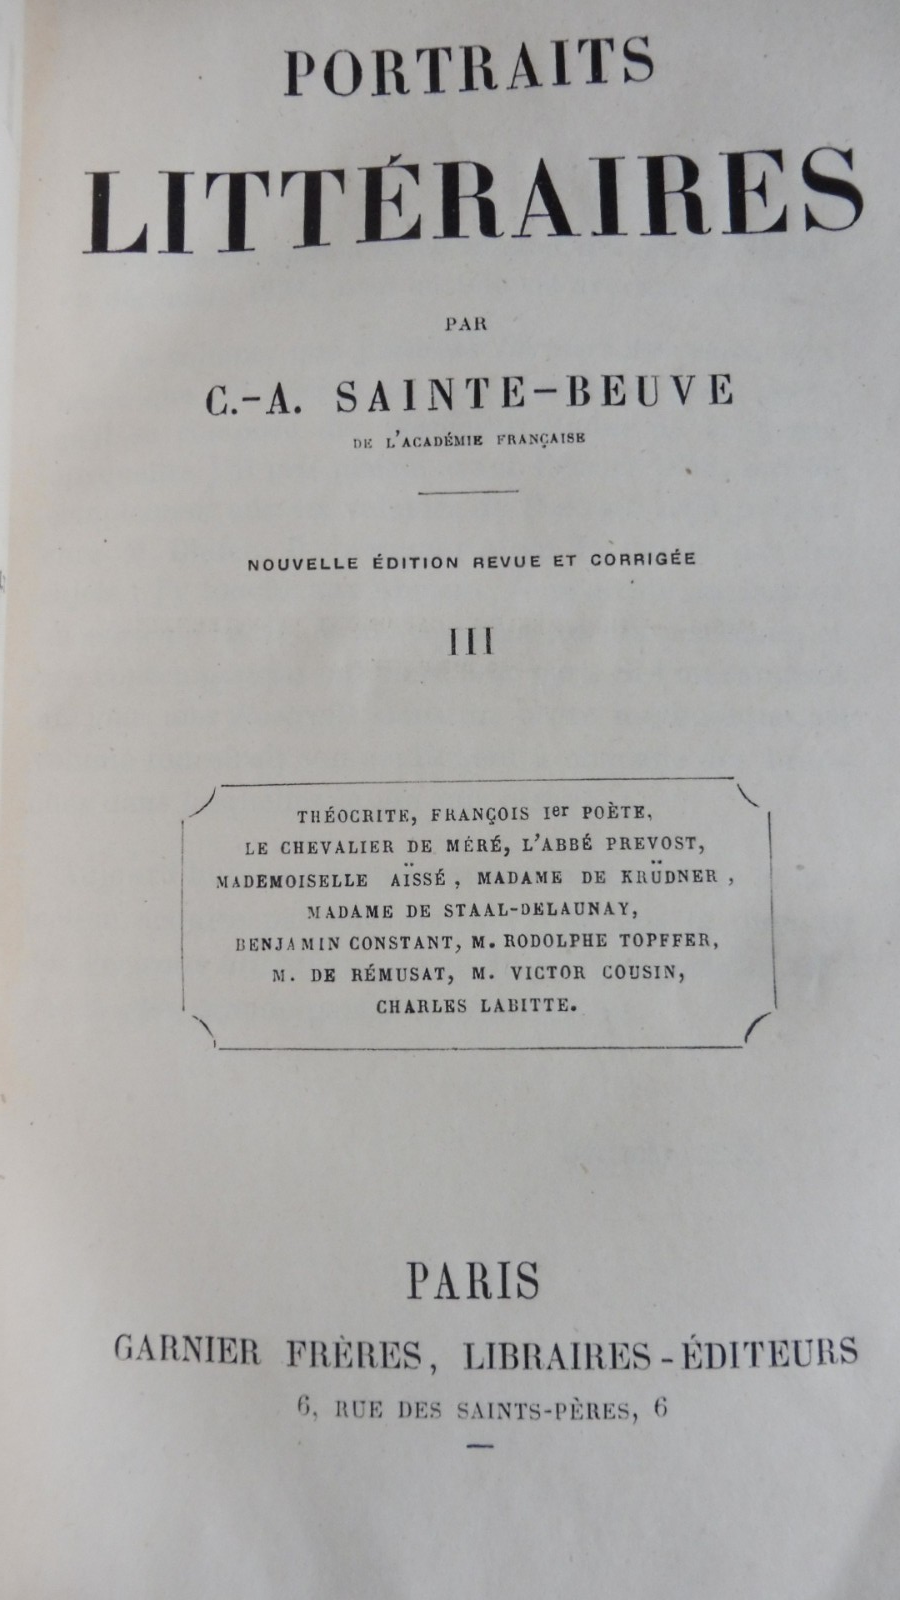 PORTRAITS
LITTÉRAIRES
PAR
C.-A. SAINTE-BEUVE
DE L'ACADÉMIE FRANÇAISE
NOUVELLE ÉDITION REVUE ET CORRIGÉE
III
THÉOCRITE, FRANÇOIS Ier POÈTE,
LE CHEVALIER DE MÉRÉ, L'ABBÉ PREVOST,
MADEMOISELLE AÏSSÉ, MADAME DE KRÜDNER,
MADAME DE STAAL-DELAUNAY,
BENJAMIN CONSTANT, M. RODOLPHE TOPFFER,
M. DE RÉMUSAT, M. VICTOR COUSIN,
CHARLES LABITTE.
PARIS
GARNIER FRÈRES, LIBRAIRES-ÉDITEURS
6, RUE DES SAINTS-PÈRES, 6